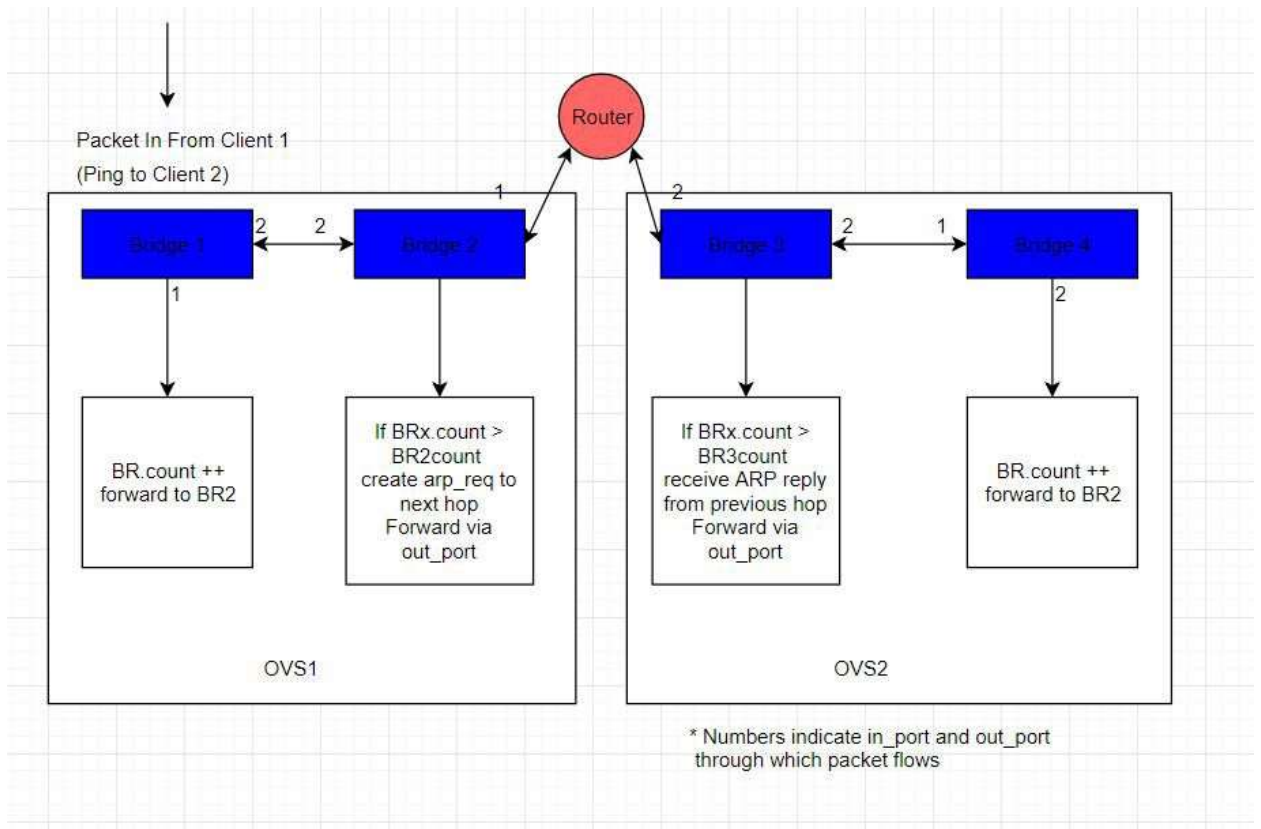 Packet In From Client 1
(Ping to Client 2)
Router
1
2
Bridge 1
2
2
Bridge 2
Bridge 3
2
1
Bridge 4
1
2
BR.count ++
forward to BR2
If BRx.count >
BR2count
create arp_req to
next hop
Forward via
out_port
If BRx.count >
BR3count
receive ARP reply
from previous hop
Forward via
out_port
BR.count ++
forward to BR2
OVS1
OVS2
* Numbers indicate in_port and out_port
through which packet flows